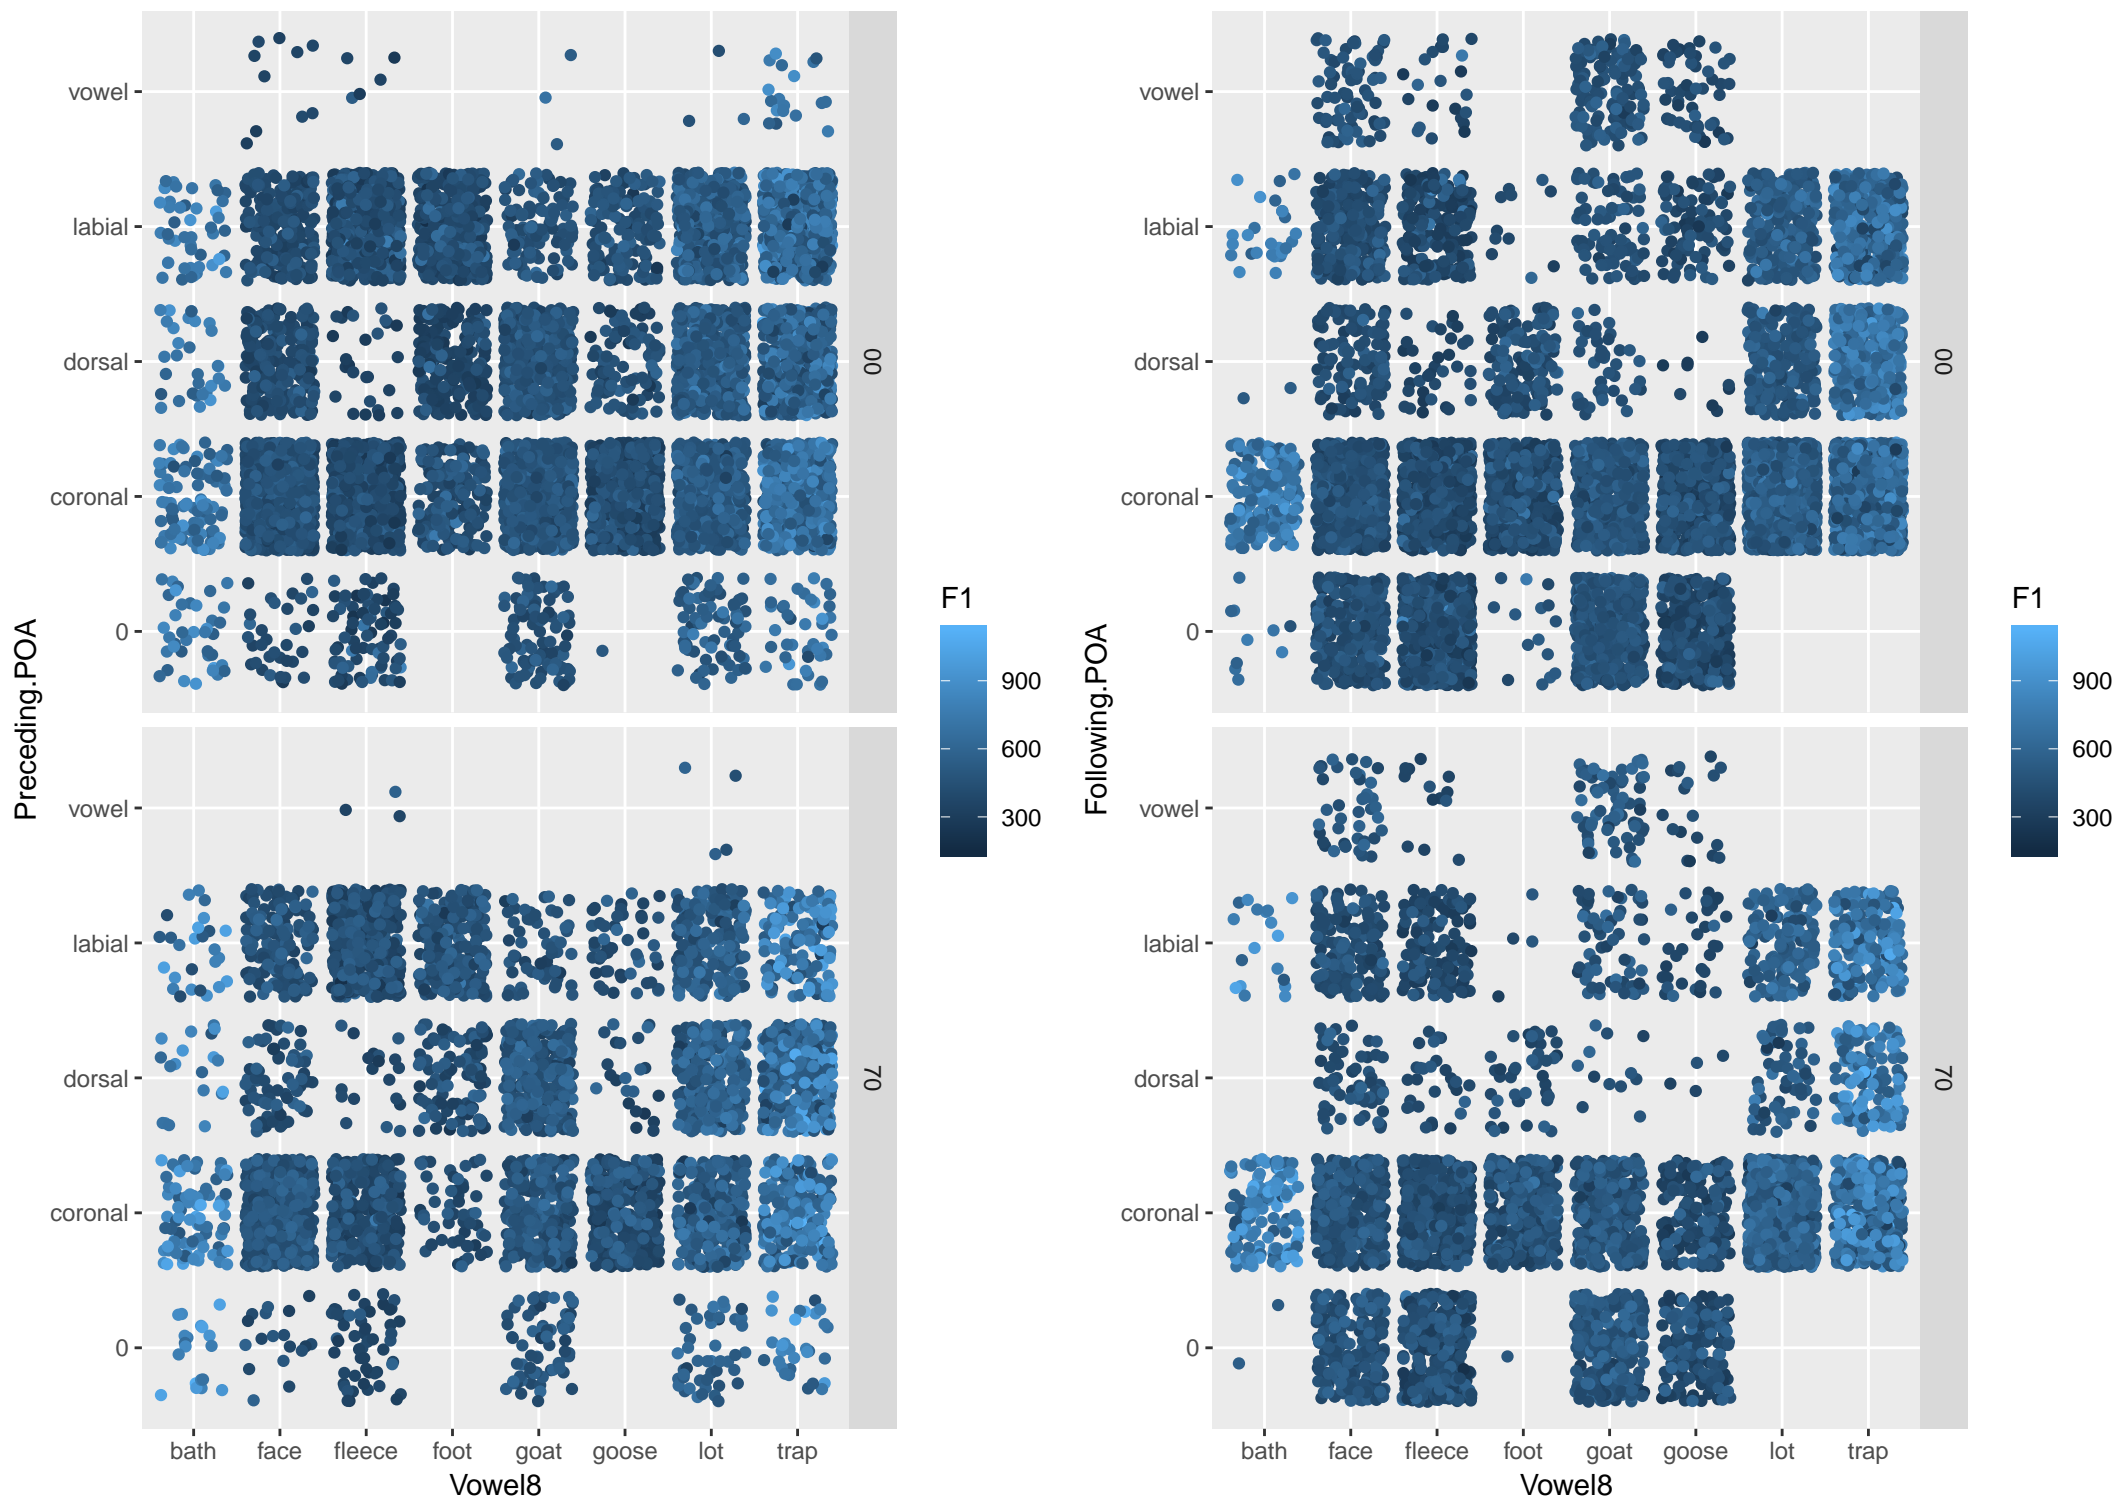 Preceding.POA
vowel
labial
dorsal
coronal
0
00
vowel
labial
dorsal
coronal
0
70
bath face fleece foot goat goose lot trap
Vowel8
F1
900
600
300
Following.POA
vowel
labial
dorsal
coronal
0
00
vowel
labial
dorsal
coronal
0
70
bath face fleece foot goat goose lot trap
Vowel8
F1
900
600
300